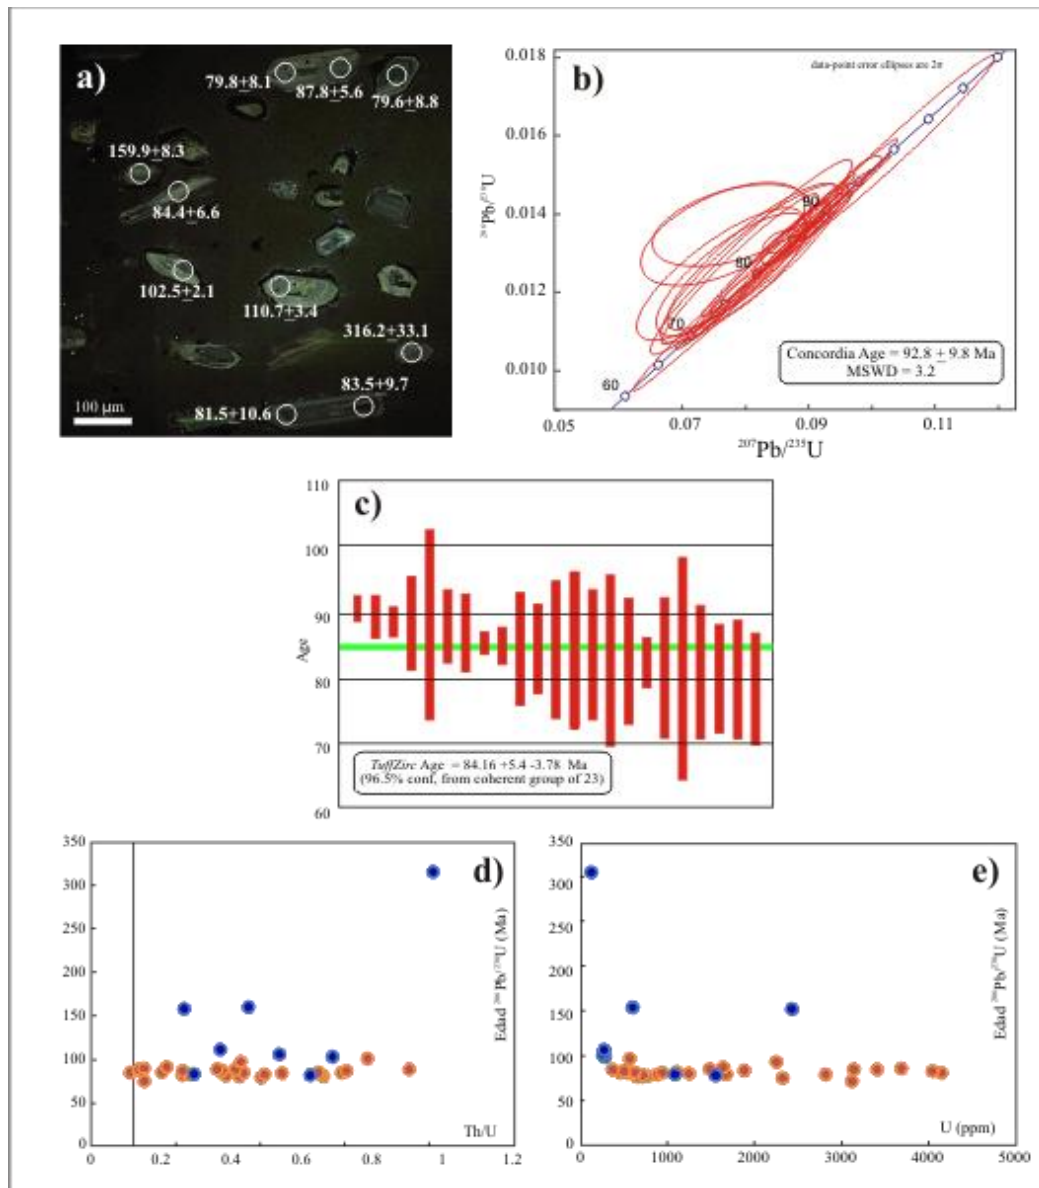 a)
79.8+8.1
87.8+5.6
79.6+8.8
159.9+8.3
84.4+6.6
102.5+2.1
110.7+3.4
316.2+33.1
83.5+9.7
81.5+10.6
100 µm
b)
data-point error ellipses are 2σ
0.018
0.016
0.014
0.012
0.010
²⁰⁶Pb/²³⁸U
90
80
70
60
Concordia Age = 92.8 ± 9.8 Ma
MSWD = 3.2
0.05 0.07 0.09 0.11
²⁰⁷Pb/²³⁵U
c)
110
100
90
80
70
60
Age
TuffZirc Age = 84.16 +5.4 -3.78 Ma
(96.5% conf, from coherent group of 23)
d)
350
300
250
200
150
100
50
0
Edad ²⁰⁶Pb/²³⁸U (Ma)
Th/U
0 0.2 0.4 0.6 0.8 1 1.2
e)
350
300
250
200
150
100
50
0
Edad ²⁰⁶Pb/²³⁸U (Ma)
U (ppm)
0 1000 2000 3000 4000 5000